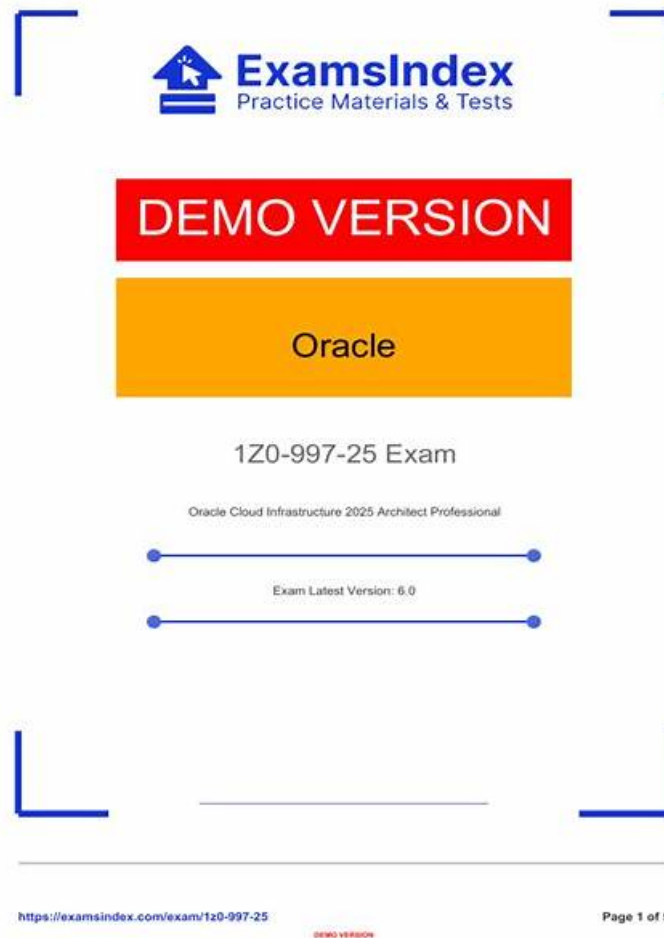 ExamsIndex
Practice Materials & Tests
DEMO VERSION
Oracle
1Z0-997-25 Exam
Oracle Cloud Infrastructure 2025 Architect Professional
Exam Latest Version: 6.0
https://examsindex.com/exam/1z0-997-25
Page 1 of
DEMO VERSION